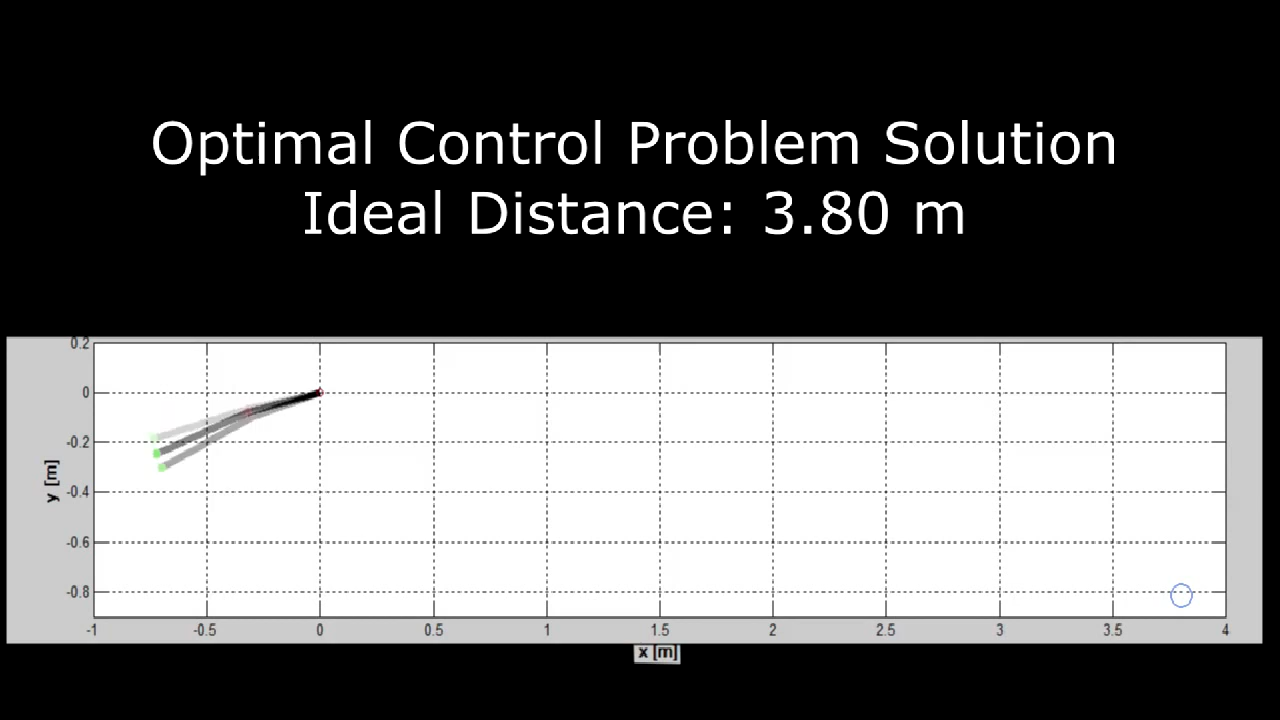 Optimal Control Problem Solution
Ideal Distance: 3.80 m
0.2
0
-0.2
-0.4
-0.6
-0.8
y [m]
-1 -0.5 0 0.5 1 1.5 2 2.5 3 3.5 4
x [m]